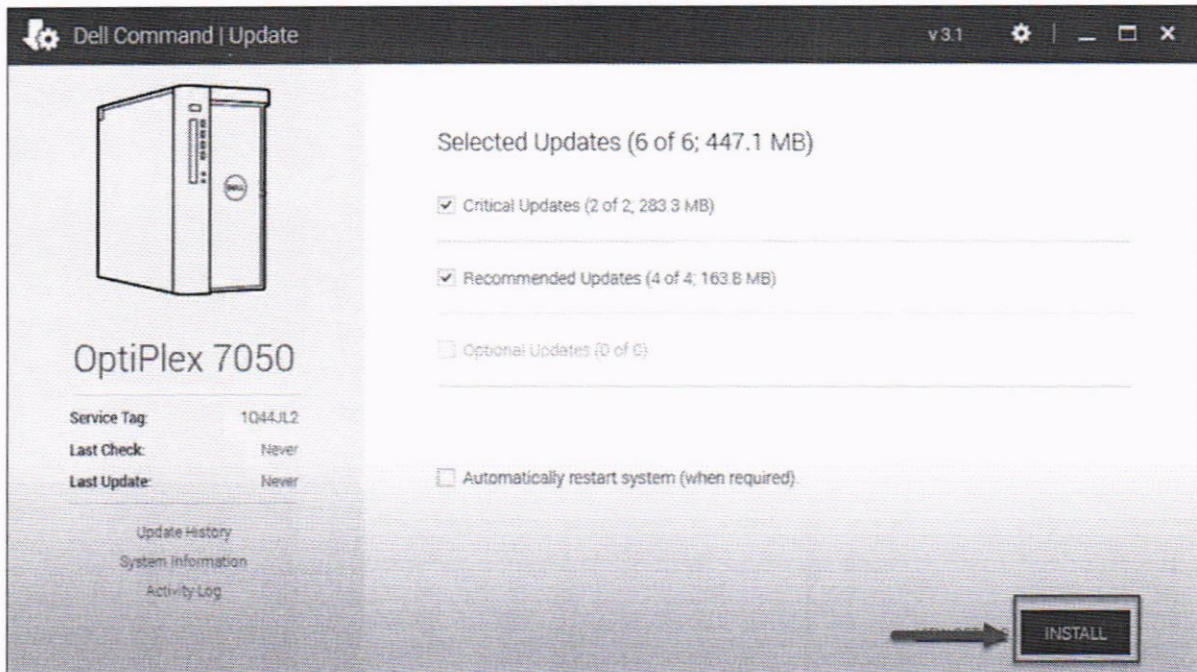 Dell Command | Update
v 3.1
Selected Updates (6 of 6; 447.1 MB)
Critical Updates (2 of 2; 283.3 MB)
Recommended Updates (4 of 4; 163.8 MB)
Optional Updates (0 of 0)
Automatically restart system (when required).
DELL
OptiPlex 7050
Service Tag: 1Q44JL2
Last Check: Never
Last Update: Never
Update History
System Information
Activity Log
INSTALL